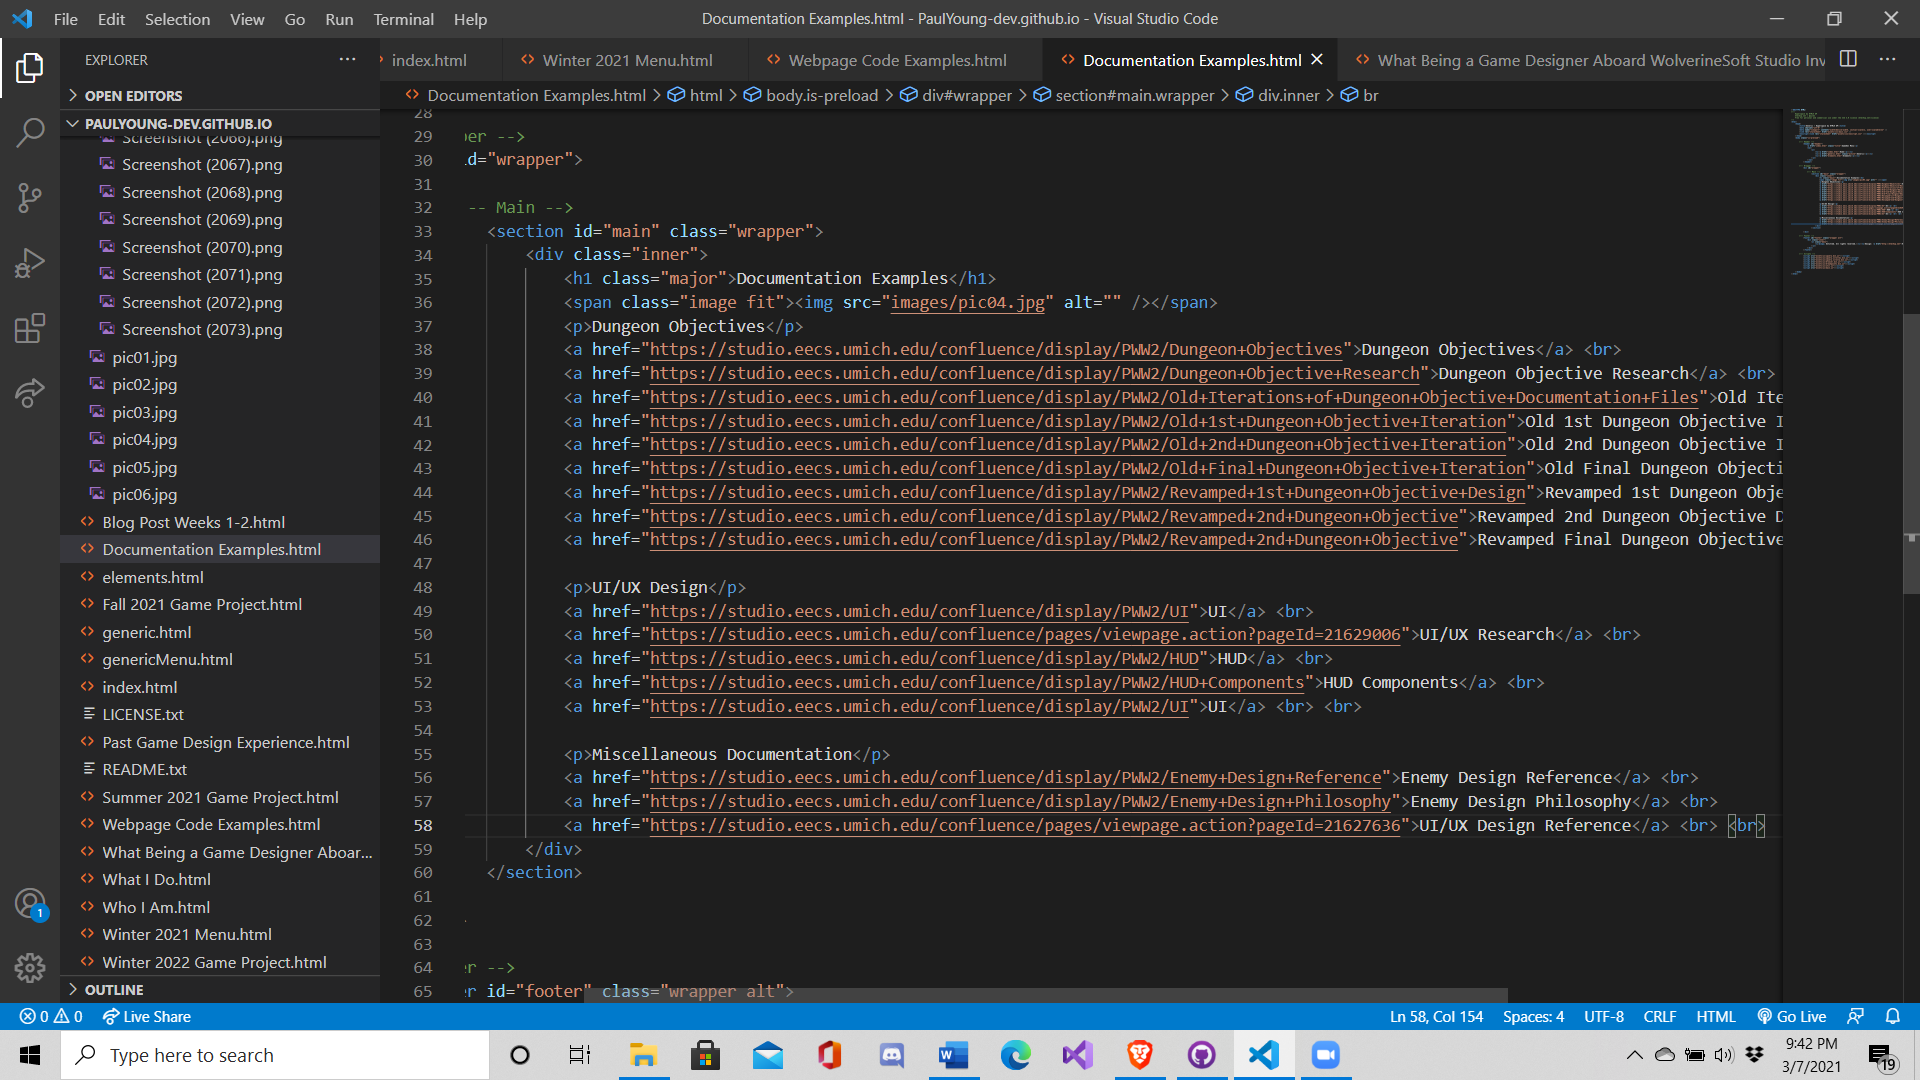 File Edit Selection View Go Run Terminal Help
Documentation Examples.html - PaulYoung-dev.github.io - Visual Studio Code
EXPLORER
OPEN EDITORS
PAULYOUNG-DEV.GITHUB.IO
Screenshot (2066).png
Screenshot (2067).png
Screenshot (2068).png
Screenshot (2069).png
Screenshot (2070).png
Screenshot (2071).png
Screenshot (2072).png
Screenshot (2073).png
pic01.jpg
pic02.jpg
pic03.jpg
pic04.jpg
pic05.jpg
pic06.jpg
Blog Post Weeks 1-2.html
Documentation Examples.html
elements.html
Fall 2021 Game Project.html
generic.html
genericMenu.html
index.html
LICENSE.txt
Past Game Design Experience.html
README.txt
Summer 2021 Game Project.html
Webpage Code Examples.html
What Being a Game Designer Aboar...
What I Do.html
Who I Am.html
Winter 2021 Menu.html
Winter 2022 Game Project.html
OUTLINE
index.html Winter 2021 Menu.html Webpage Code Examples.html Documentation Examples.html What Being a Game Designer Aboard WolverineSoft Studio Inv
Documentation Examples.html > html > body.is-preload > div#wrapper > section#main.wrapper > div.inner > br
28
29 per -->
30 id="wrapper">
31
32 -- Main -->
33 <section id="main" class="wrapper">
34 <div class="inner">
35 <h1 class="major">Documentation Examples</h1>
36 <span class="image fit"><img src="images/pic04.jpg" alt="" /></span>
37 <p>Dungeon Objectives</p>
38 <a href="https://studio.eecs.umich.edu/confluence/display/PWW2/Dungeon+Objectives">Dungeon Objectives</a> <br>
39 <a href="https://studio.eecs.umich.edu/confluence/display/PWW2/Dungeon+Objective+Research">Dungeon Objective Research</a> <br>
40 <a href="https://studio.eecs.umich.edu/confluence/display/PWW2/Old+Iterations+of+Dungeon+Objective+Documentation+Files">Old Ite
41 <a href="https://studio.eecs.umich.edu/confluence/display/PWW2/Old+1st+Dungeon+Objective+Iteration">Old 1st Dungeon Objective I
42 <a href="https://studio.eecs.umich.edu/confluence/display/PWW2/Old+2nd+Dungeon+Objective+Iteration">Old 2nd Dungeon Objective I
43 <a href="https://studio.eecs.umich.edu/confluence/display/PWW2/Old+Final+Dungeon+Objective+Iteration">Old Final Dungeon Objecti
44 <a href="https://studio.eecs.umich.edu/confluence/display/PWW2/Revamped+1st+Dungeon+Objective+Design">Revamped 1st Dungeon Obje
45 <a href="https://studio.eecs.umich.edu/confluence/display/PWW2/Revamped+2nd+Dungeon+Objective">Revamped 2nd Dungeon Objective D
46 <a href="https://studio.eecs.umich.edu/confluence/display/PWW2/Revamped+2nd+Dungeon+Objective">Revamped Final Dungeon Objective
47
48 <p>UI/UX Design</p>
49 <a href="https://studio.eecs.umich.edu/confluence/display/PWW2/UI">UI</a> <br>
50 <a href="https://studio.eecs.umich.edu/confluence/pages/viewpage.action?pageId=21629006">UI/UX Research</a> <br>
51 <a href="https://studio.eecs.umich.edu/confluence/display/PWW2/HUD">HUD</a> <br>
52 <a href="https://studio.eecs.umich.edu/confluence/display/PWW2/HUD+Components">HUD Components</a> <br>
53 <a href="https://studio.eecs.umich.edu/confluence/display/PWW2/UI">UI</a> <br> <br>
54
55 <p>Miscellaneous Documentation</p>
56 <a href="https://studio.eecs.umich.edu/confluence/display/PWW2/Enemy+Design+Reference">Enemy Design Reference</a> <br>
57 <a href="https://studio.eecs.umich.edu/confluence/display/PWW2/Enemy+Design+Philosophy">Enemy Design Philosophy</a> <br>
58 <a href="https://studio.eecs.umich.edu/confluence/pages/viewpage.action?pageId=21627636">UI/UX Design Reference</a> <br> <br>
59 </div>
60 </section>
61
62
63
64 er -->
65 er id="footer" class="wrapper alt">
0 0 Live Share
Ln 58, Col 154 Spaces: 4 UTF-8 CRLF HTML Go Live
Type here to search
9:42 PM
3/7/2021
19
1